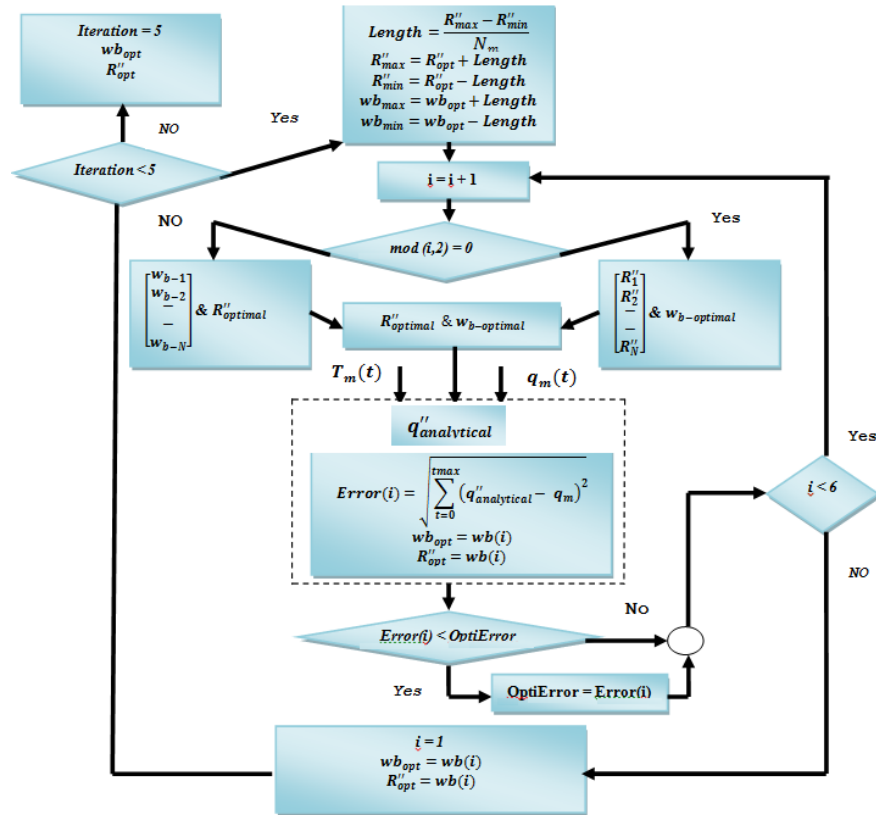 Iteration = 5
wb_opt
R''_opt
NO
Yes
Iteration < 5
Length = (R''_max − R''_min) / N_m
R''_max = R''_opt + Length
R''_min = R''_opt − Length
wb_max = wb_opt + Length
wb_min = wb_opt − Length
i = i + 1
NO
mod (i,2) = 0
Yes
[w_b−1
w_b−2
−
−
w_b−N] & R''_optimal
R''_optimal & w_b−optimal
[R''_1
R''_2
−
−
R''_N] & w_b−optimal
T_m(t)
q_m(t)
q''_analytical
Error(i) = √∑_{t=0}^{tmax} (q''_analytical − q_m)^2
wb_opt = wb(i)
R''_opt = wb(i)
Yes
i < 6
NO
Error(i) < OptiError
No
Yes
OptiError = Error(i)
i = 1
wb_opt = wb(i)
R''_opt = wb(i)